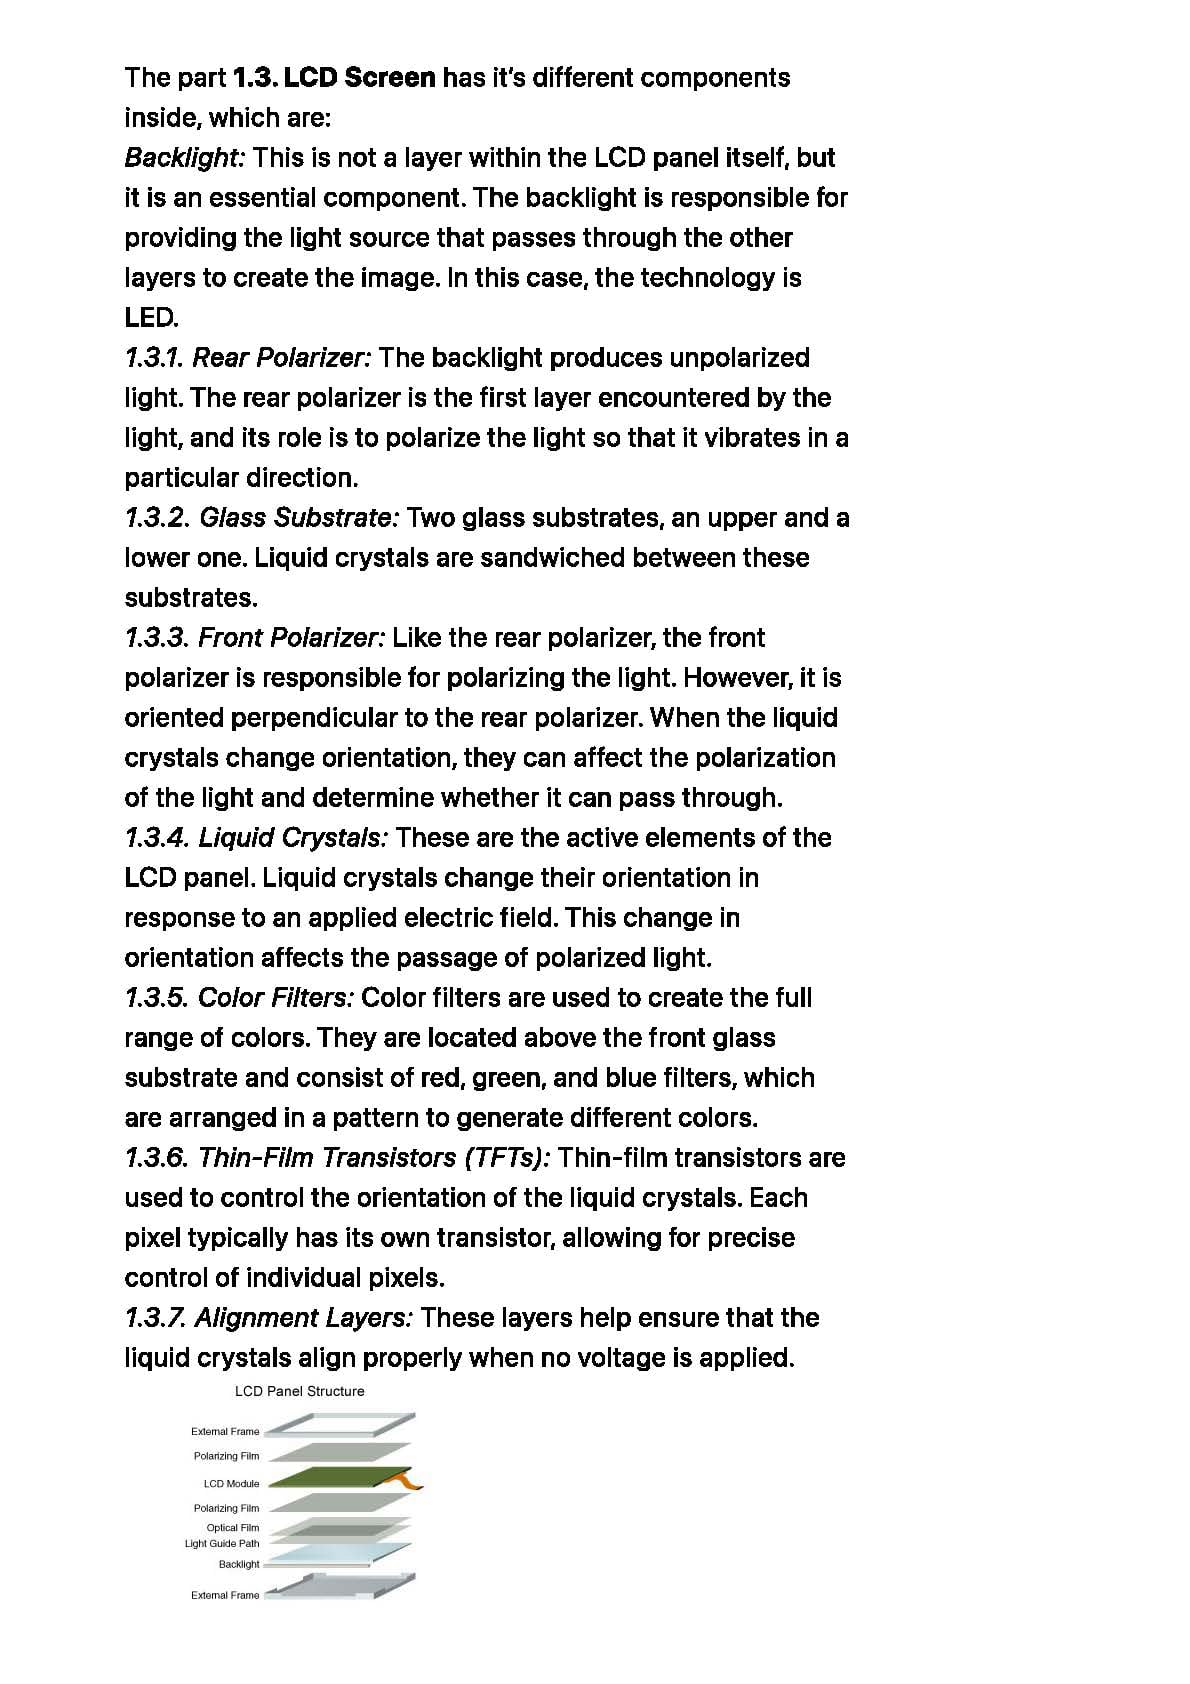 The part 1.3. LCD Screen has it’s different components
inside, which are:
Backlight: This is not a layer within the LCD panel itself, but
it is an essential component. The backlight is responsible for
providing the light source that passes through the other
layers to create the image. In this case, the technology is
LED.
1.3.1. Rear Polarizer: The backlight produces unpolarized
light. The rear polarizer is the first layer encountered by the
light, and its role is to polarize the light so that it vibrates in a
particular direction.
1.3.2. Glass Substrate: Two glass substrates, an upper and a
lower one. Liquid crystals are sandwiched between these
substrates.
1.3.3. Front Polarizer: Like the rear polarizer, the front
polarizer is responsible for polarizing the light. However, it is
oriented perpendicular to the rear polarizer. When the liquid
crystals change orientation, they can affect the polarization
of the light and determine whether it can pass through.
1.3.4. Liquid Crystals: These are the active elements of the
LCD panel. Liquid crystals change their orientation in
response to an applied electric field. This change in
orientation affects the passage of polarized light.
1.3.5. Color Filters: Color filters are used to create the full
range of colors. They are located above the front glass
substrate and consist of red, green, and blue filters, which
are arranged in a pattern to generate different colors.
1.3.6. Thin-Film Transistors (TFTs): Thin-film transistors are
used to control the orientation of the liquid crystals. Each
pixel typically has its own transistor, allowing for precise
control of individual pixels.
1.3.7. Alignment Layers: These layers help ensure that the
liquid crystals align properly when no voltage is applied.
LCD Panel Structure
External Frame
Polarizing Film
LCD Module
Polarizing Film
Optical Film
Light Guide Path
Backlight
External Frame